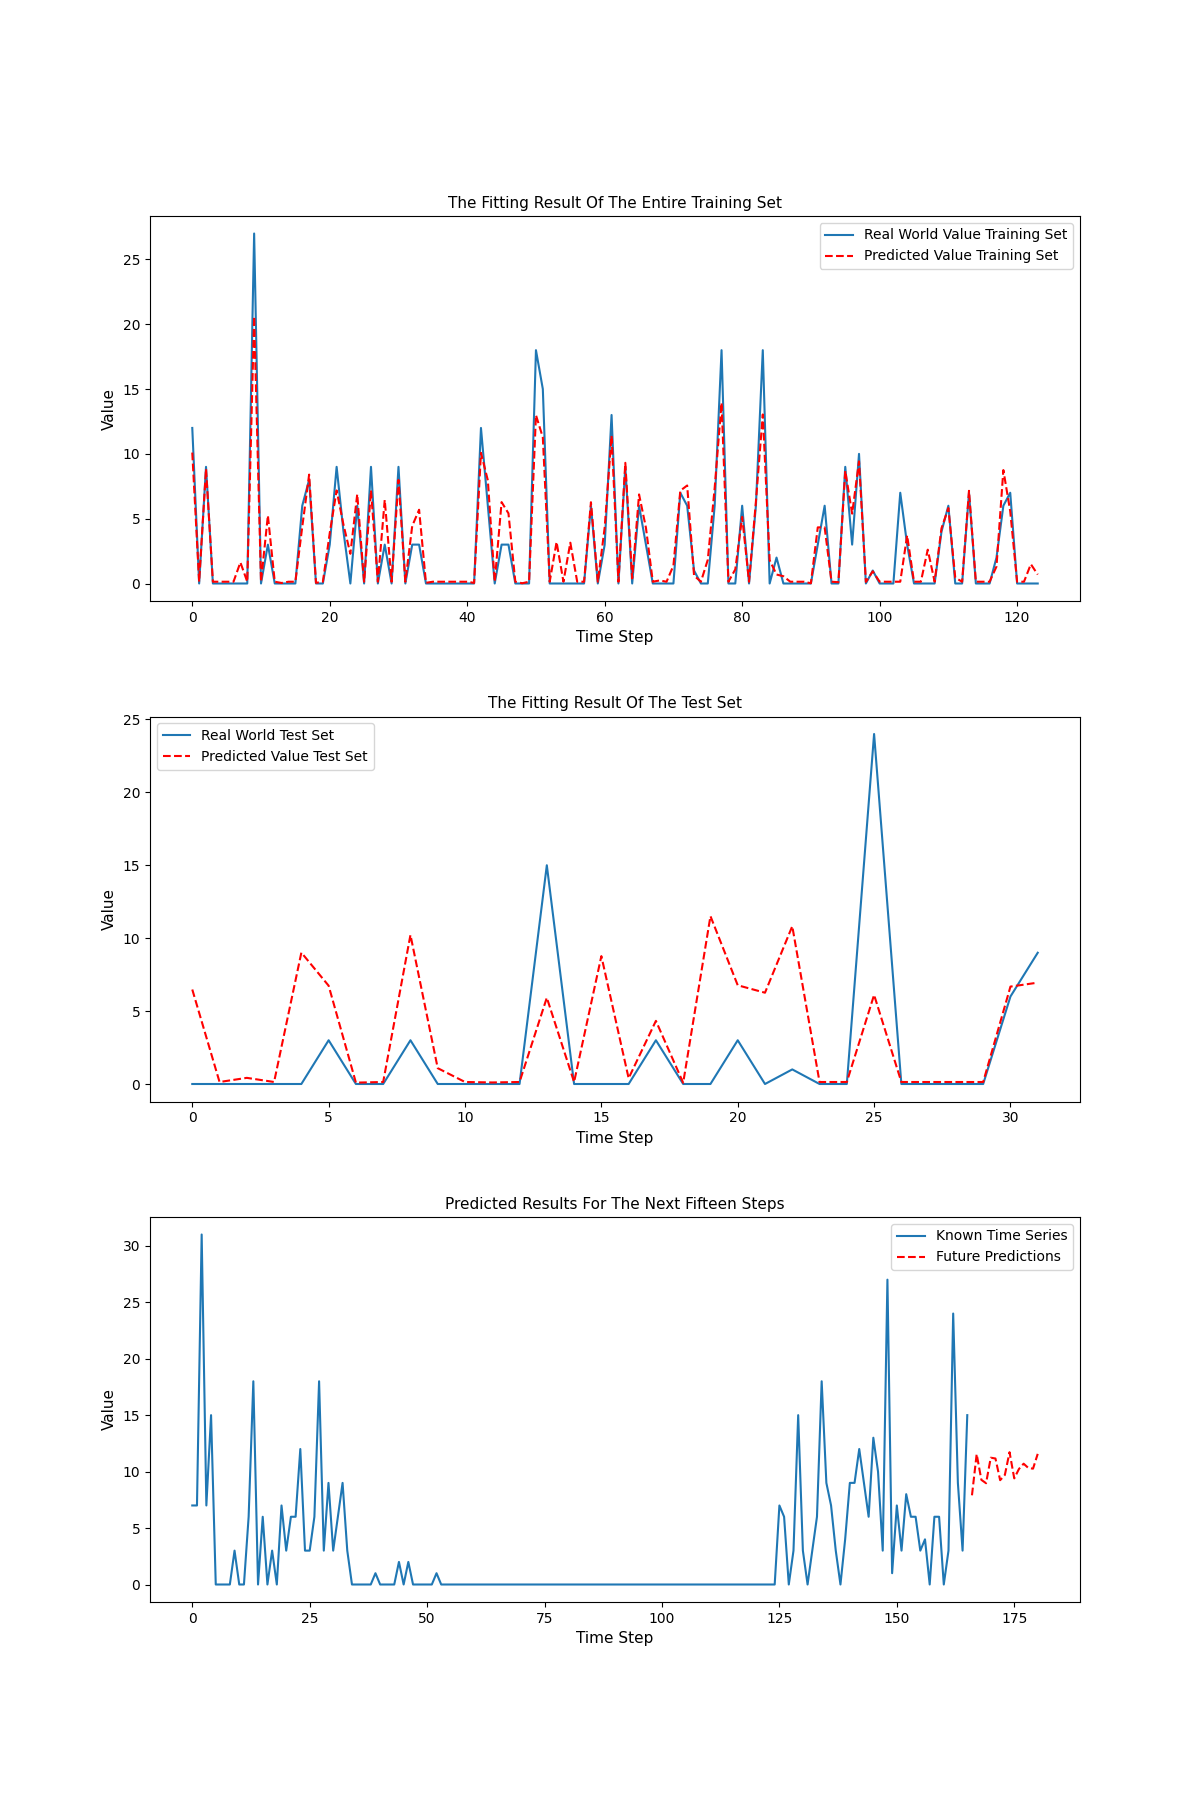 The Fitting Result Of The Entire Training Set
Real World Value Training Set
Predicted Value Training Set
Value
25
20
15
10
5
0
0 20 40 60 80 100 120
Time Step
The Fitting Result Of The Test Set
Real World Test Set
Predicted Value Test Set
Value
25
20
15
10
5
0
0 5 10 15 20 25 30
Time Step
Predicted Results For The Next Fifteen Steps
Known Time Series
Future Predictions
Value
30
25
20
15
10
5
0
0 25 50 75 100 125 150 175
Time Step